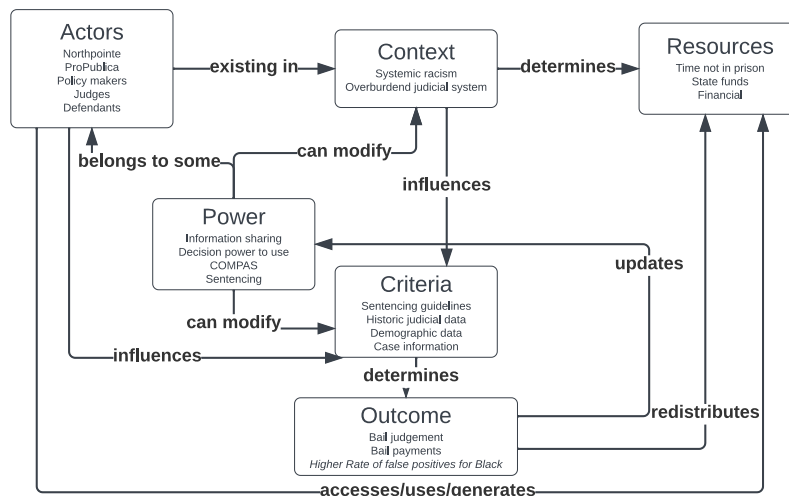 Actors
Northpointe
ProPublica
Policy makers
Judges
Defendants
existing in
Context
Systemic racism
Overburdend judicial system
determines
Resources
Time not in prison
State funds
Financial
belongs to some
can modify
influences
Power
Information sharing
Decision power to use
COMPAS
Sentencing
updates
Criteria
Sentencing guidelines
Historic judicial data
Demographic data
Case information
can modify
influences
determines
Outcome
Bail judgement
Bail payments
Higher Rate of false positives for Black
redistributes
accesses/uses/generates